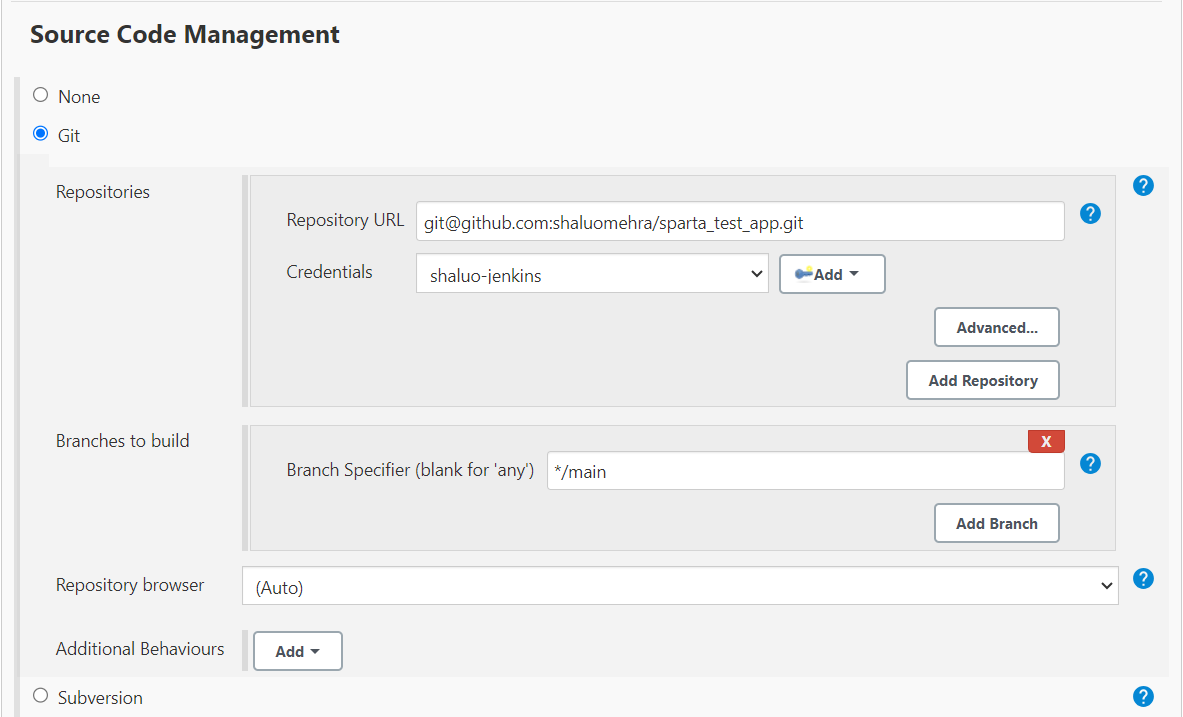 Source Code Management
None
Git
Repositories
?
Repository URL git@github.com:shaluomehra/sparta_test_app.git ?
Credentials shaluo-jenkins Add
Advanced...
Add Repository
Branches to build
X
Branch Specifier (blank for 'any') */main ?
Add Branch
Repository browser (Auto) ?
Additional Behaviours Add
Subversion ?